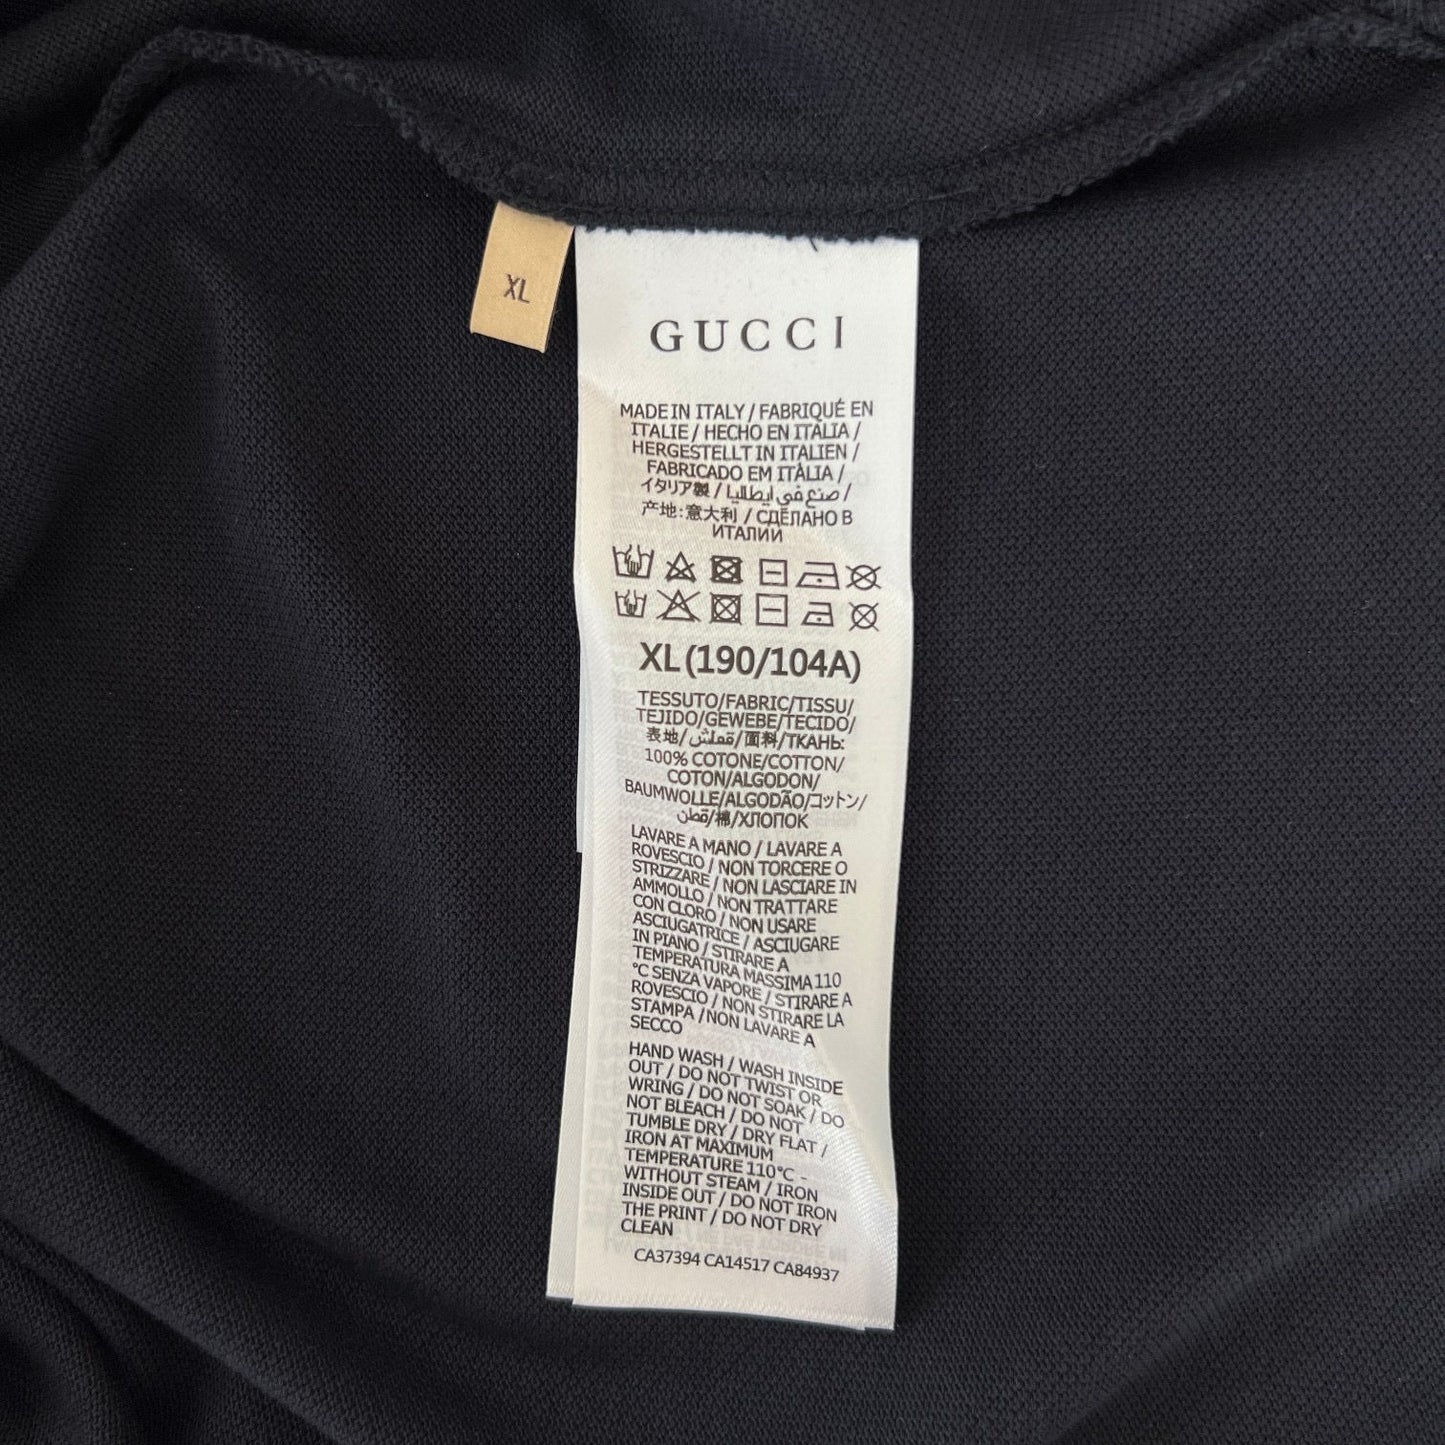 XL
GUCCI
MADE IN ITALY / FABRIQUÉ EN
ITALIE / HECHO EN ITALIA /
HERGESTELLT IN ITALIEN /
FABRICADO EM ITÀLIA /
イタリア製 / صنع في ايطاليا /
产地:意大利 / СДЕЛАНО В
ИТАЛИИ
XL(190/104A)
TESSUTO/FABRIC/TISSU/
TEJIDO/GEWEBE/TECIDO/
表地/قماش/面料/ТКАНЬ:
100% COTONE/COTTON/
COTON/ALGODON/
BAUMWOLLE/ALGODÃO/コットン/
قطن/棉/ХЛОПОК
LAVARE A MANO / LAVARE A
ROVESCIO / NON TORCERE O
STRIZZARE / NON LASCIARE IN
AMMOLLO / NON TRATTARE
CON CLORO / NON USARE
ASCIUGATRICE / ASCIUGARE
IN PIANO / STIRARE A
TEMPERATURA MASSIMA 110
°C SENZA VAPORE / STIRARE A
ROVESCIO / NON STIRARE LA
STAMPA / NON LAVARE A
SECCO
HAND WASH / WASH INSIDE
OUT / DO NOT TWIST OR
WRING / DO NOT SOAK / DO
NOT BLEACH / DO NOT
TUMBLE DRY / DRY FLAT /
IRON AT MAXIMUM
TEMPERATURE 110°C -
WITHOUT STEAM / IRON
INSIDE OUT / DO NOT IRON
THE PRINT / DO NOT DRY
CLEAN
CA37394 CA14517 CA84937